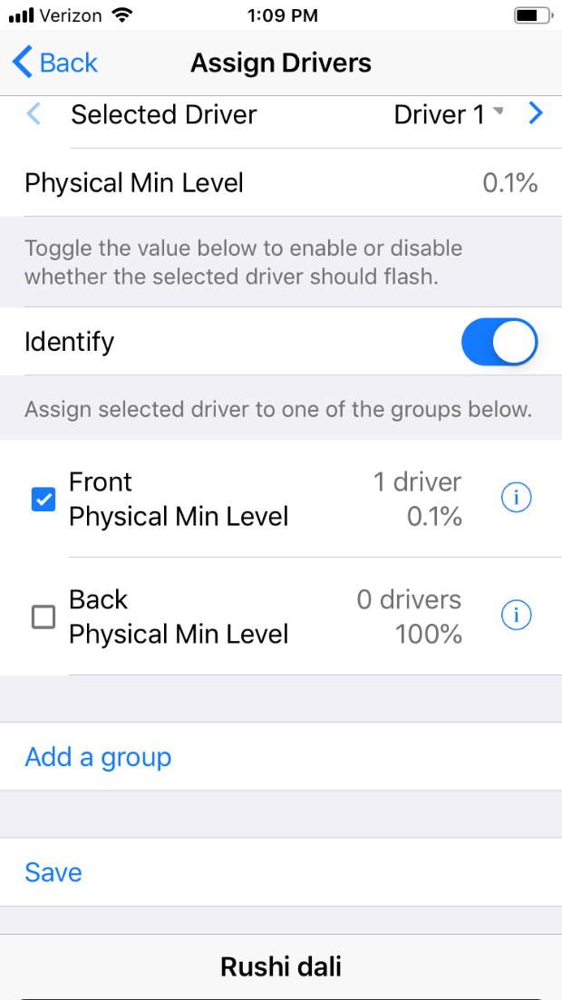 Verizon 1:09 PM
Back Assign Drivers
Selected Driver Driver 1
Physical Min Level 0.1%
Toggle the value below to enable or disable
whether the selected driver should flash.
Identify
Assign selected driver to one of the groups below.
Front 1 driver
Physical Min Level 0.1%
Back 0 drivers
Physical Min Level 100%
Add a group
Save
Rushi dali